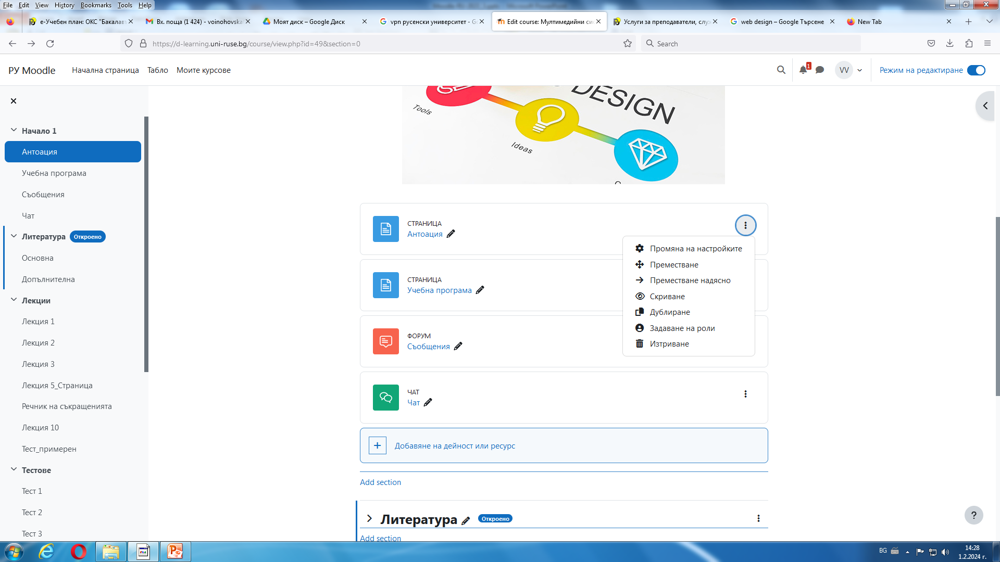 File Edit View History Bookmarks Tools Help
е-Учебен план: ОКС "Бакалавъ
Вх. поща (1 424) - voinohovska
Моят диск – Google Диск
vpn русенски университет - Go
Edit course: Мултимедийни сис
Услуги за преподаватели, служ
web design – Google Търсене
New Tab
https://d-learning.uni-ruse.bg/course/view.php?id=49&section=0
Search
РУ Moodle
Начална страница
Табло
Моите курсове
1
VV
Режим на редактиране
Начало 1
Антоация
Учебна програма
Съобщения
Чат
Литература
Откроено
Основна
Допълнителна
Лекции
Лекция 1
Лекция 2
Лекция 3
Лекция 5_Страница
Речник на съкращенията
Лекция 10
Тест_примерен
Тестове
Тест 1
Тест 2
Тест 3
DESIGN
Tools
Ideas
СТРАНИЦА
Антоация
Промяна на настройките
Преместване
Преместване надясно
Скриване
Дублиране
Задаване на роли
Изтриване
СТРАНИЦА
Учебна програма
ФОРУМ
Съобщения
ЧАТ
Чат
Добавяне на дейност или ресурс
Add section
Литература
Откроено
Add section
?
BG
14:28
1.2.2024 г.